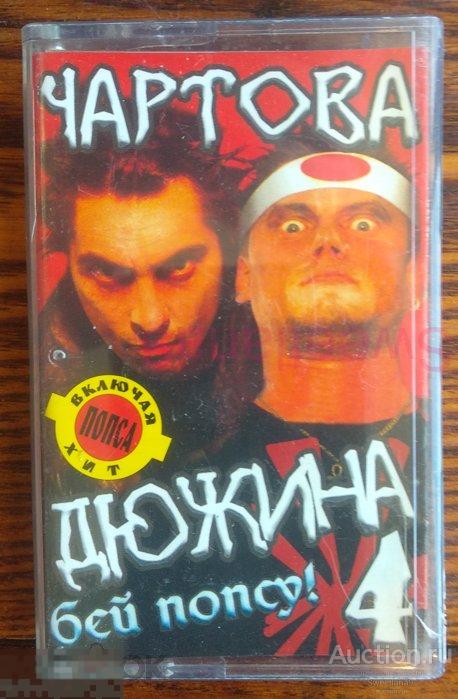 ЧАРТОВА
ВКЛЮЧАЯ
ПОПСА
ХИТ
ДЮЖИНА
бей попсу!
4
Auction.ru